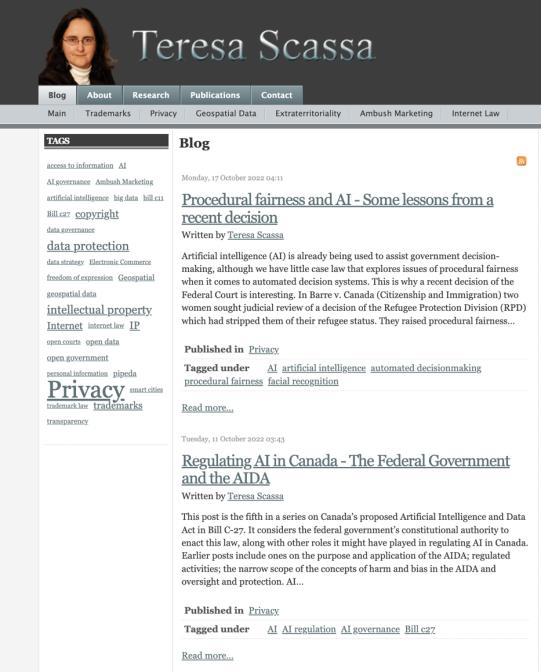 Teresa Scassa
Blog About Research Publications Contact
Main Trademarks Privacy Geospatial Data Extraterritoriality Ambush Marketing Internet Law
TAGS
access to information AI
AI governance Ambush Marketing
artificial intelligence big data bill c11
Bill c27 copyright
data governance
data protection
data strategy Electronic Commerce
freedom of expression Geospatial
geospatial data
intellectual property
Internet internet law IP
open courts open data
open government
personal information pipeda
Privacy smart cities
trademark law trademarks
transparency
Blog
Monday, 17 October 2022 04:11
Procedural fairness and AI - Some lessons from a
recent decision
Written by Teresa Scassa
Artificial intelligence (AI) is already being used to assist government decision-
making, although we have little case law that explores issues of procedural fairness
when it comes to automated decision systems. This is why a recent decision of the
Federal Court is interesting. In Barre v. Canada (Citizenship and Immigration) two
women sought judicial review of a decision of the Refugee Protection Division (RPD)
which had stripped them of their refugee status. They raised procedural fairness...
Published in Privacy
Tagged under AI artificial intelligence automated decisionmaking
procedural fairness facial recognition
Read more...
Tuesday, 11 October 2022 03:43
Regulating AI in Canada - The Federal Government
and the AIDA
Written by Teresa Scassa
This post is the fifth in a series on Canada's proposed Artificial Intelligence and Data
Act in Bill C-27. It considers the federal government's constitutional authority to
enact this law, along with other roles it might have played in regulating AI in Canada.
Earlier posts include ones on the purpose and application of the AIDA; regulated
activities; the narrow scope of the concepts of harm and bias in the AIDA and
oversight and protection. AI...
Published in Privacy
Tagged under AI AI regulation AI governance Bill c27
Read more...